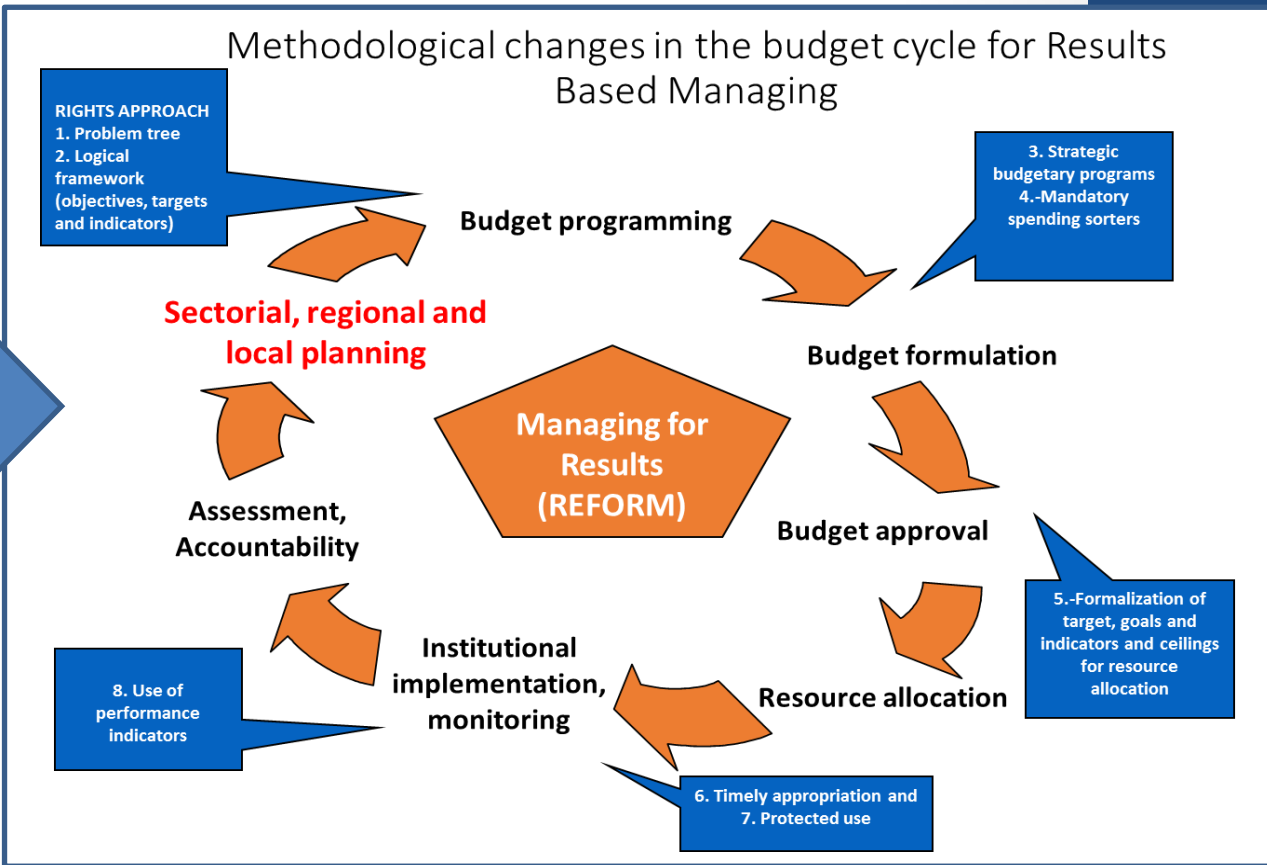 Methodological changes in the budget cycle for Results
Based Managing
RIGHTS APPROACH
1. Problem tree
2. Logical
framework
(objectives, targets
and indicators)
3. Strategic
budgetary programs
4.-Mandatory
spending sorters
Budget programming
Sectorial, regional and
local planning
Budget formulation
Managing for
Results
(REFORM)
Assessment,
Accountability
Budget approval
5.-Formalization of
target, goals and
indicators and ceilings
for resource
allocation
Institutional
implementation,
monitoring
Resource allocation
8. Use of
performance
indicators
6. Timely appropriation and
7. Protected use